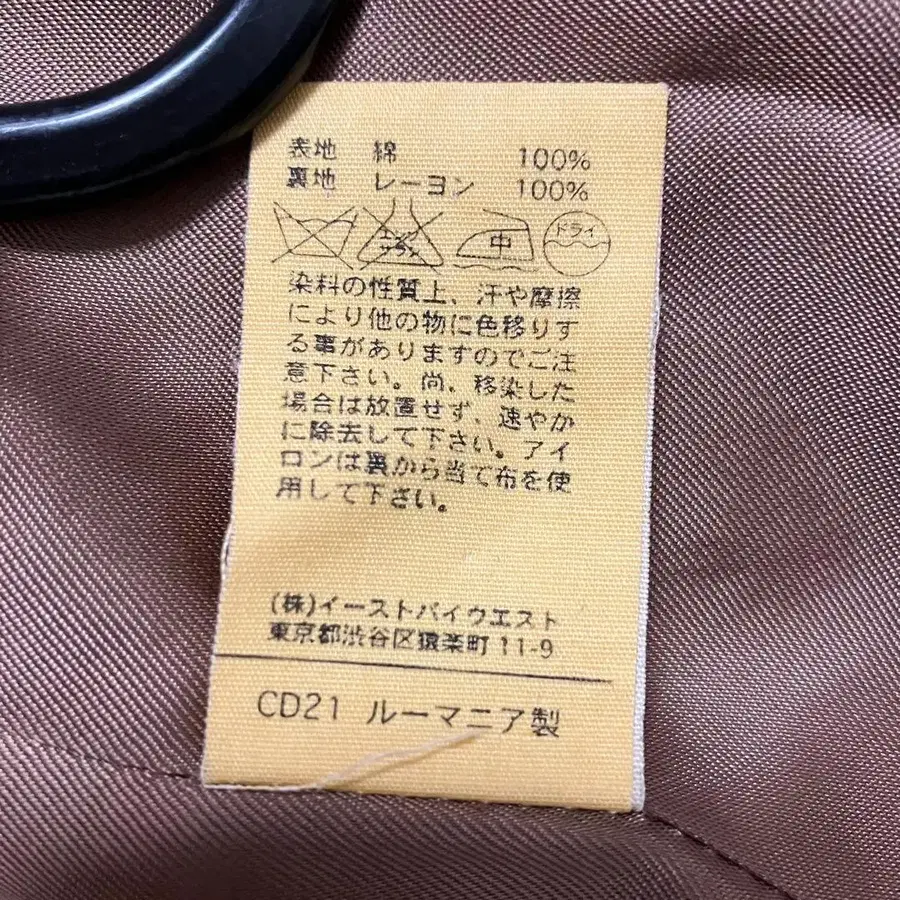 表地 綿 100%
裏地 レーヨン 100%
エンソ サラシ 中 ドライ
染料の性質上、汗や摩擦
により他の物に色移りす
る事がありますのでご注
意下さい。尚、移染した
場合は放置せず、速やか
に除去して下さい。アイ
ロンは裏から当て布を使
用して下さい。
(株)イーストバイウエスト
東京都渋谷区猿楽町 11-9
CD21 ルーマニア製